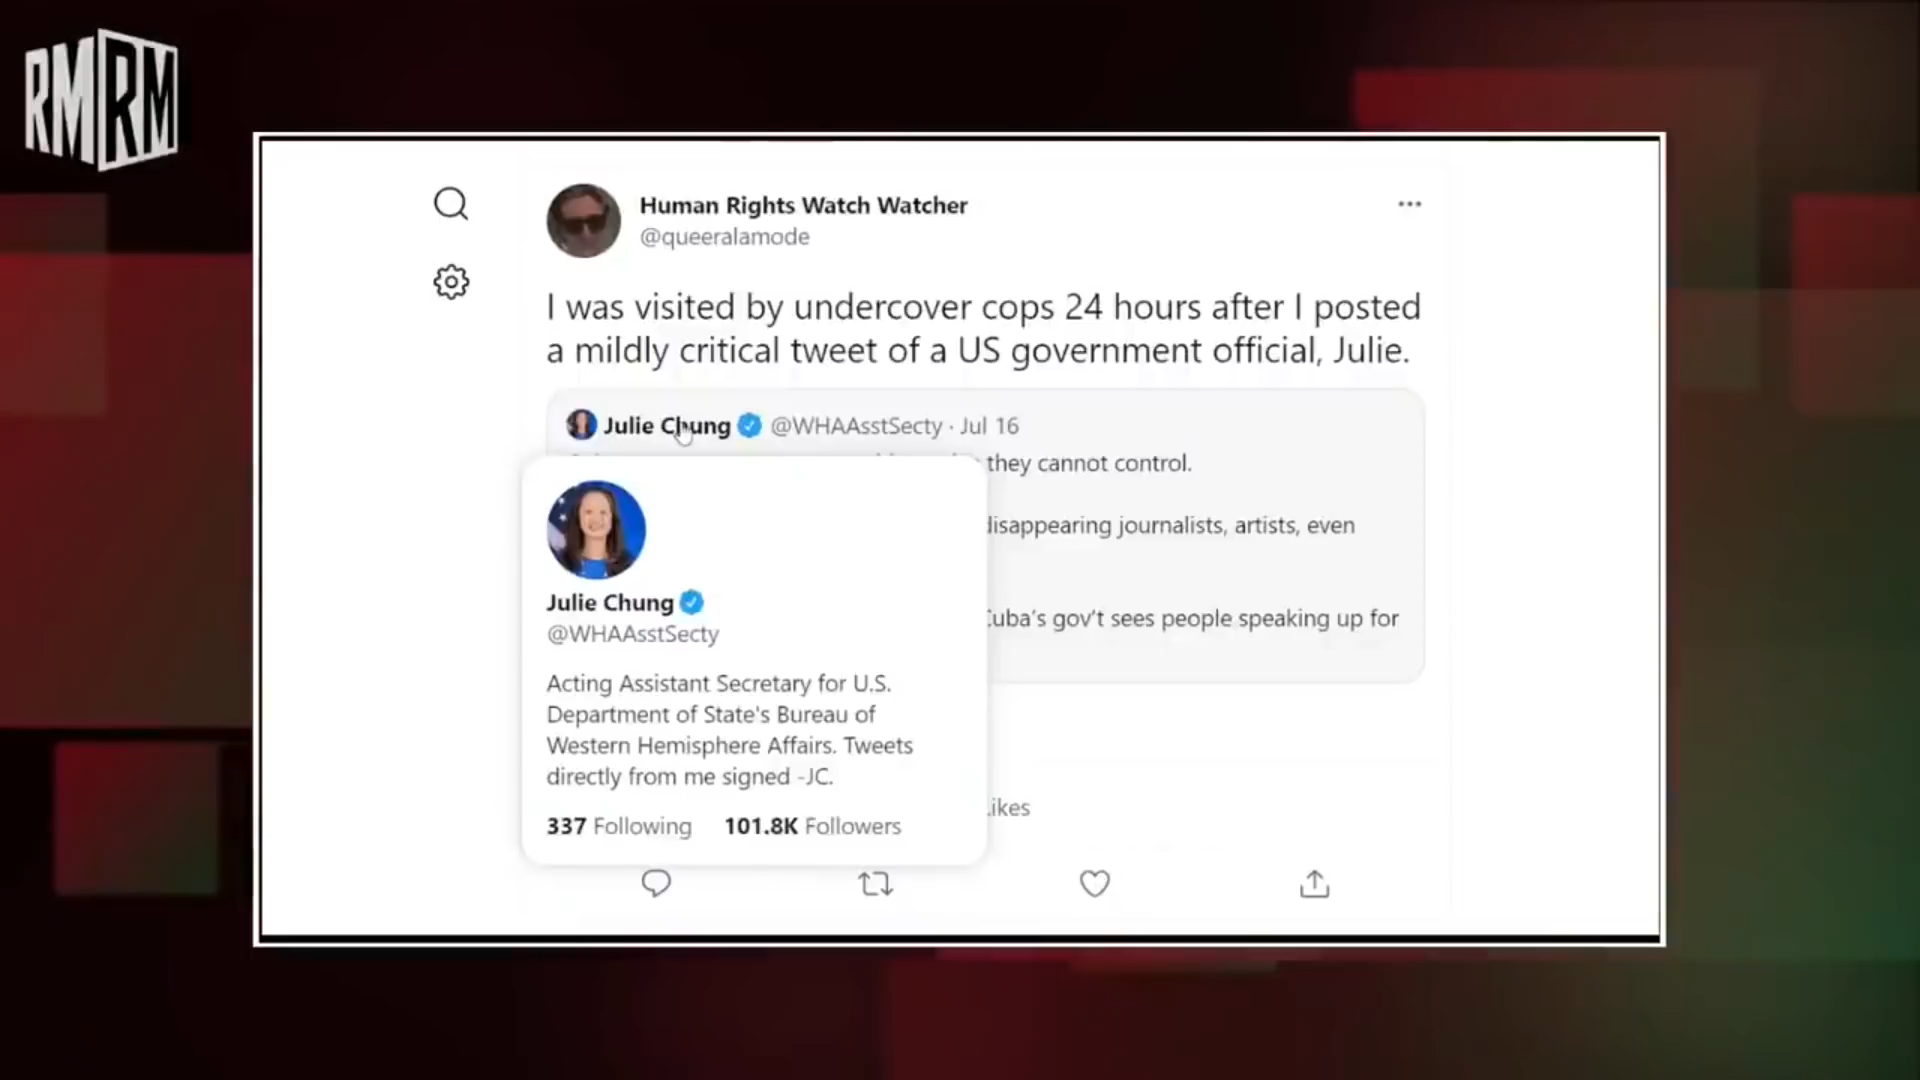 RMRM
Human Rights Watch Watcher
@queeralamode
I was visited by undercover cops 24 hours after I posted
a mildly critical tweet of a US government official, Julie.
Julie Chung @WHAAsstSecty · Jul 16
they cannot control.
disappearing journalists, artists, even
Cuba's gov't sees people speaking up for
Julie Chung
@WHAAsstSecty
Acting Assistant Secretary for U.S.
Department of State's Bureau of
Western Hemisphere Affairs. Tweets
directly from me signed -JC.
337 Following 101.8K Followers
Likes